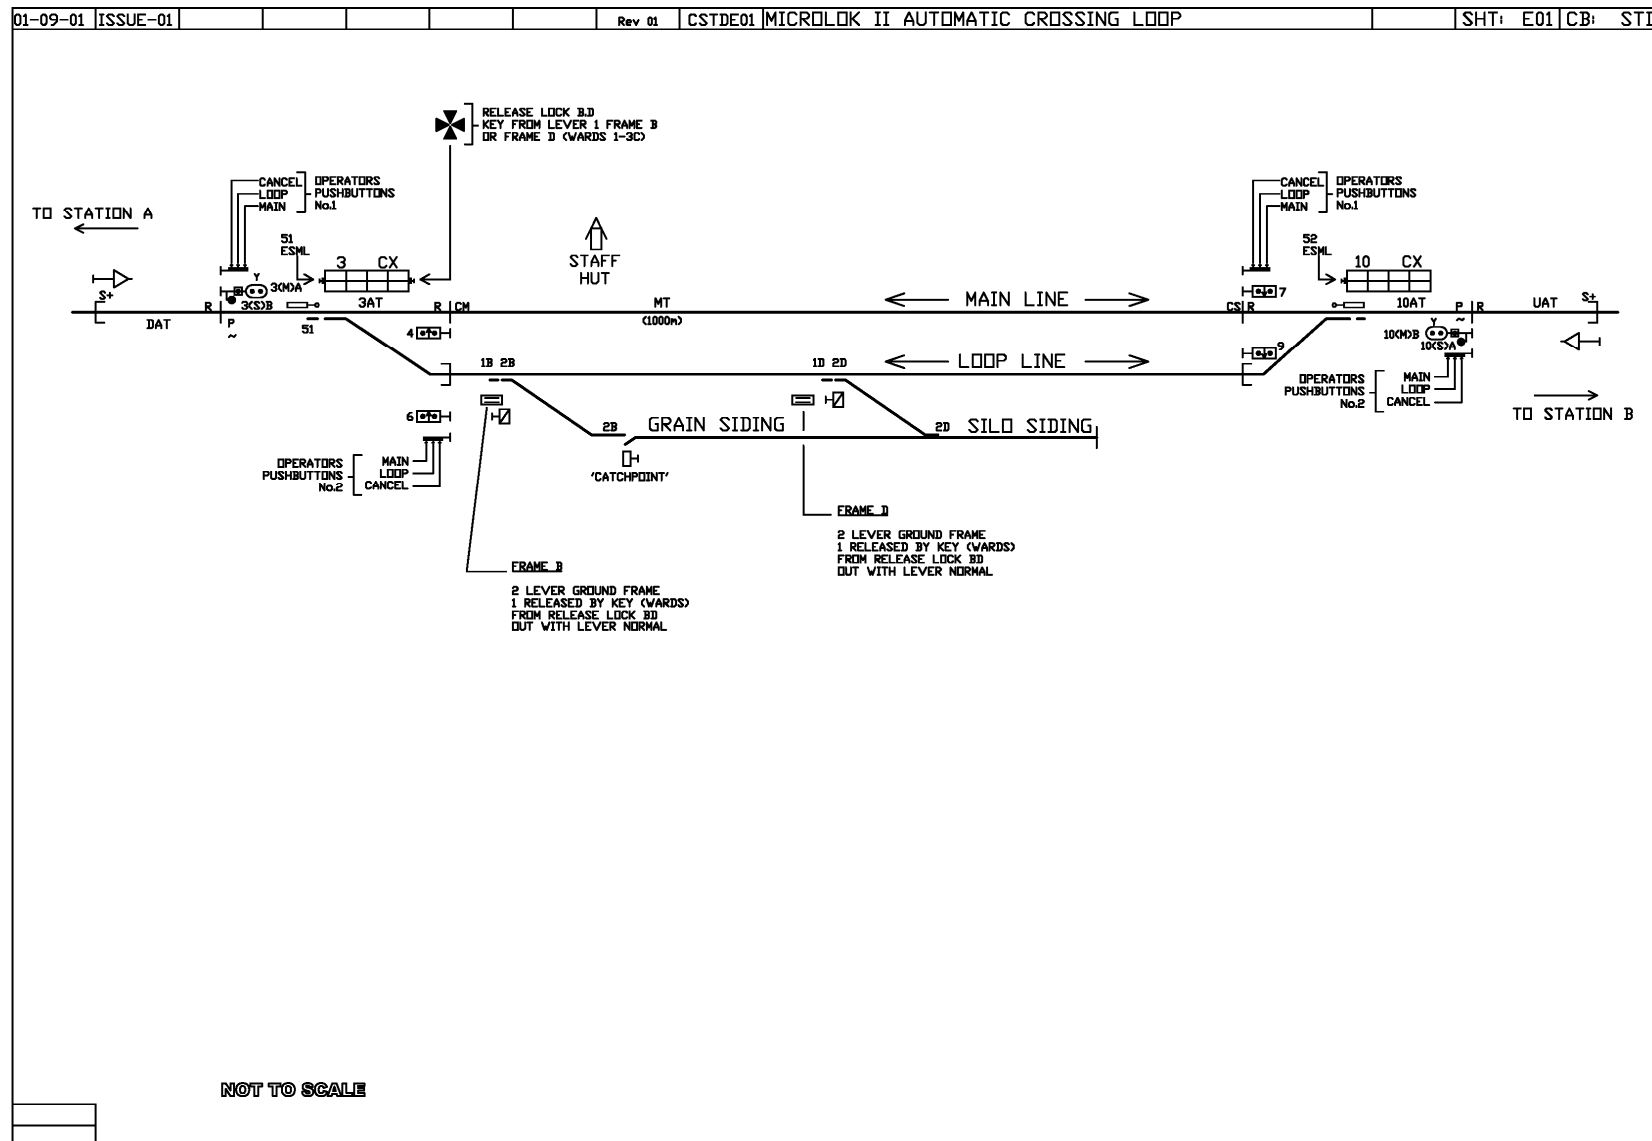 01-09-01 ISSUE-01 Rev 01 CSTDE01 MICROLOK II AUTOMATIC CROSSING LOOP SHT: E01 CB:
RELEASE LOCK B.D
KEY FROM LEVER 1 FRAME B
OR FRAME D (WARDS 1-3C)
CANCEL
LOOP
MAIN
OPERATORS
PUSHBUTTONS
No.1
CANCEL
LOOP
MAIN
OPERATORS
PUSHBUTTONS
No.1
TO STATION A
51
ESML
3 CX
STAFF
HUT
52
ESML
10 CX
S+
Y
3(M)A
3(S)B
R
3AT
R
CM
MT
(1000m)
MAIN LINE
7
CS
R
10AT
P
~
R
UAT
S+
DAT
P
~
51
4
Y
10(M)B
10(S)A
9
1B 2B
1D 2D
LOOP LINE
OPERATORS
PUSHBUTTONS
No.2
MAIN
LOOP
CANCEL
TO STATION B
6
2B
GRAIN SIDING
2D
SILO SIDING
OPERATORS
PUSHBUTTONS
No.2
MAIN
LOOP
CANCEL
'CATCHPOINT'
FRAME D
2 LEVER GROUND FRAME
1 RELEASED BY KEY (WARDS)
FROM RELEASE LOCK BD
OUT WITH LEVER NORMAL
FRAME B
2 LEVER GROUND FRAME
1 RELEASED BY KEY (WARDS)
FROM RELEASE LOCK BD
OUT WITH LEVER NORMAL
NOT TO SCALE